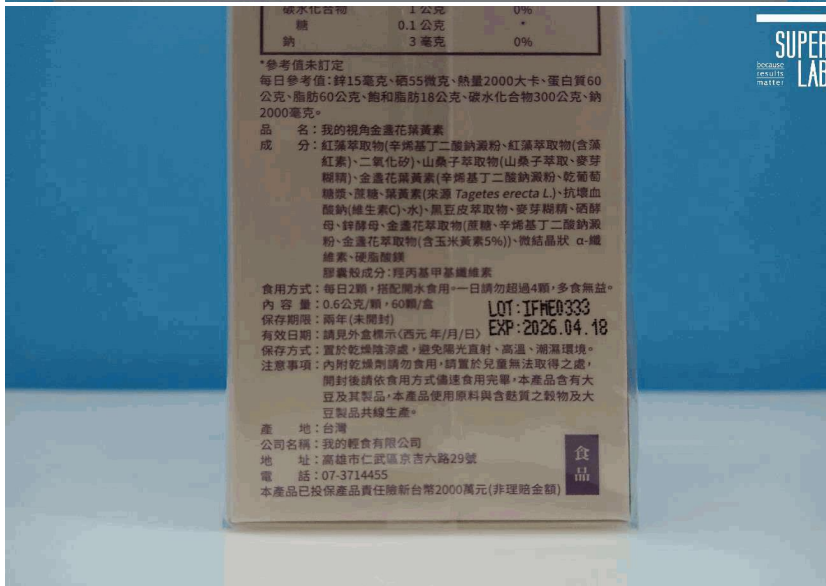 碳水化合物 1 公克 0%
糖 0.1 公克 *
鈉 3 毫克 0%
*參考值未訂定
每日參考值:鋅15毫克、硒55微克、熱量2000大卡、蛋白質60
公克、脂肪60公克、飽和脂肪18公克、碳水化合物300公克、鈉
2000毫克。
品 名:我的視角金盞花葉黃素
成 分:紅藻萃取物(辛烯基丁二酸鈉澱粉、紅藻萃取物(含藻
紅素)、二氧化矽)、山桑子萃取物(山桑子萃取、麥芽
糊精)、金盞花葉黃素(辛烯基丁二酸鈉澱粉、乾葡萄
糖漿、蔗糖、葉黃素(來源 Tagetes erecta L.)、抗壞血
酸鈉(維生素C)、水)、黑豆皮萃取物、麥芽糊精、硒酵
母、鋅酵母、金盞花萃取物(蔗糖、辛烯基丁二酸鈉澱
粉、金盞花萃取物(含玉米黃素5%))、微結晶狀 α-纖
維素、硬脂酸鎂
膠囊殼成分:羥丙基甲基纖維素
食用方式:每日2顆,搭配開水食用。一日請勿超過4顆,多食無益。
內 容 量:0.6公克/顆,60顆/盒
LOT:IFME0333
保存期限:兩年(未開封)
有效日期:請見外盒標示(西元 年/月/日)
EXP:2026.04.18
保存方式:置於乾燥陰涼處,避免陽光直射、高溫、潮濕環境。
注意事項:內附乾燥劑請勿食用,請置於兒童無法取得之處,
開封後請依食用方式儘速食用完畢,本產品含有大
豆及其製品,本產品使用原料與含麩質之穀物及大
豆製品共線生產。
產 地:台灣
公司名稱:我的輕食有限公司
地 址:高雄市仁武區京吉六路29號
電 話:07-3714455
本產品已投保產品責任險新台幣2000萬元(非理賠金額)
食品
SUPER
LAB
because
results
matter